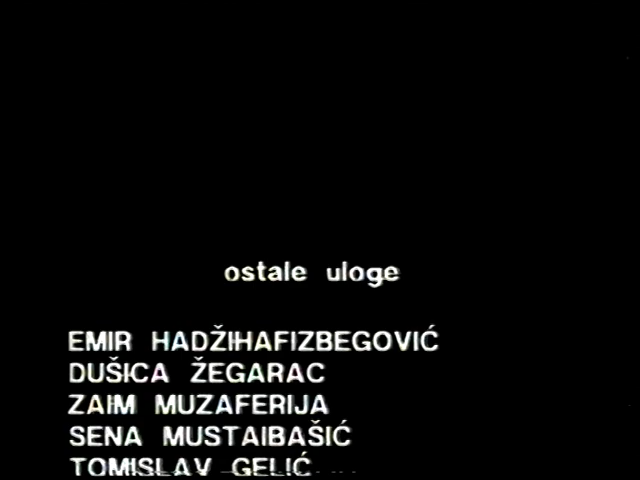 ostale uloge
EMIR HADŽIHAFIZBEGOVIĆ
DUŠICA ŽEGARAC
ZAIM MUZAFERIJA
SENA MUSTAIBAŠIĆ
TOMISLAV GELIĆ